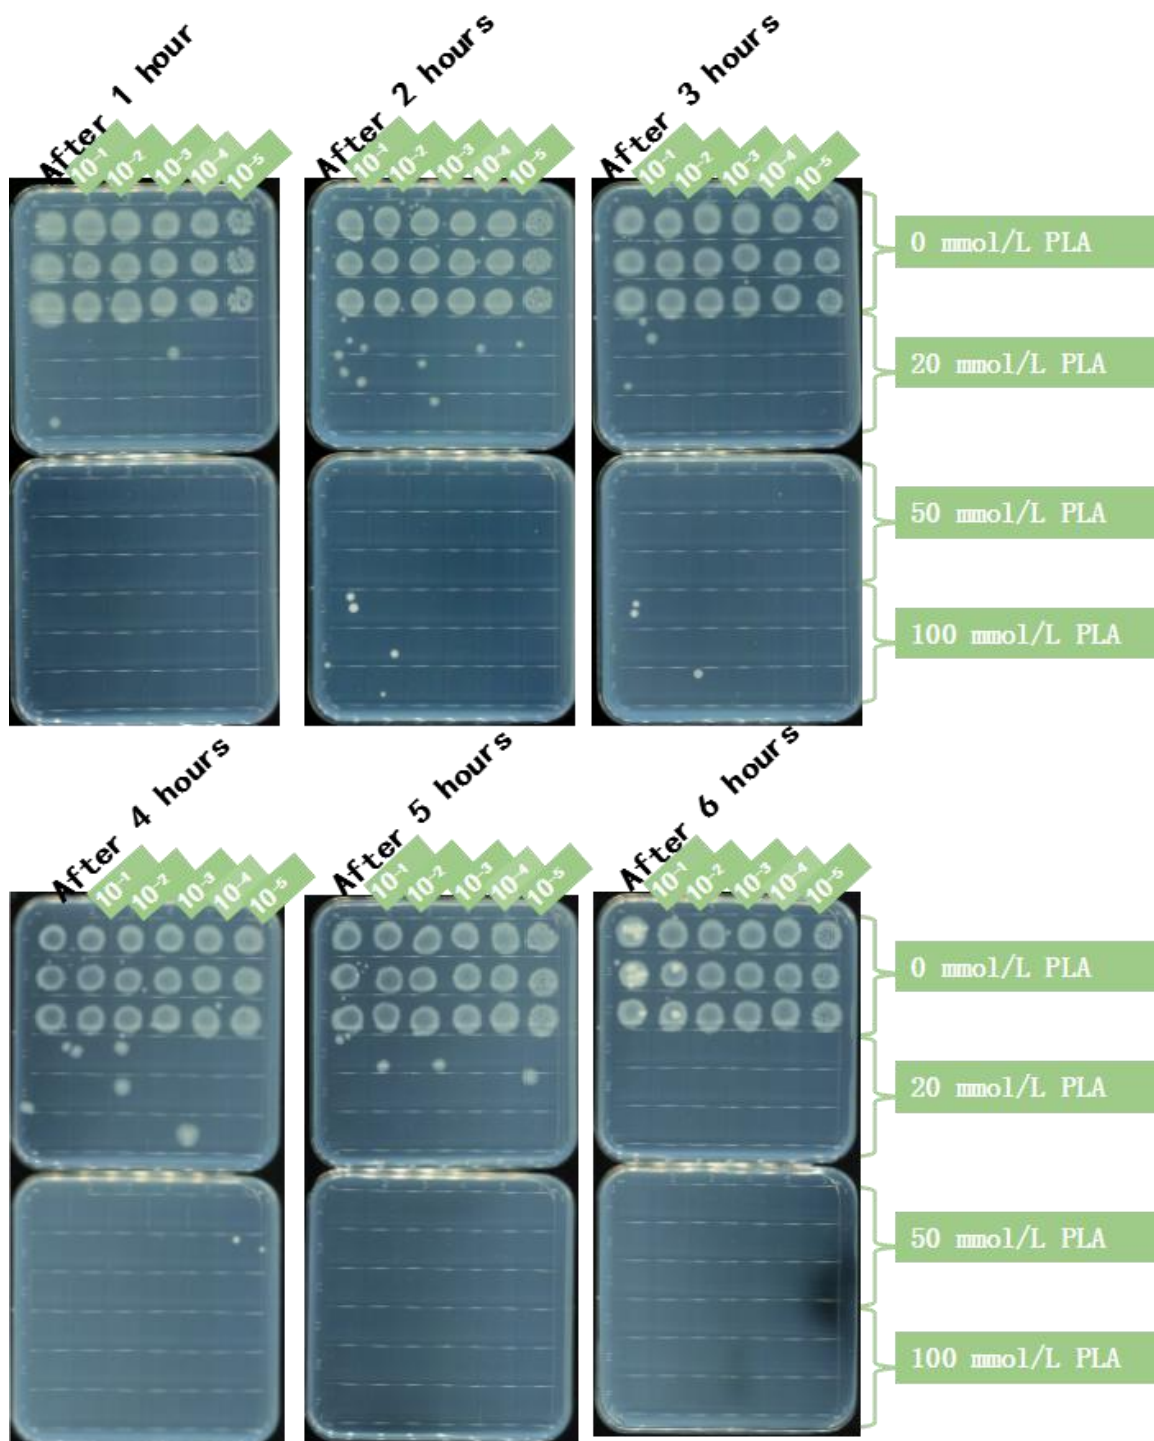 After 1 hour
10⁻¹
10⁻²
10⁻³
10⁻⁴
10⁻⁵
After 2 hours
10⁻¹
10⁻²
10⁻³
10⁻⁴
10⁻⁵
After 3 hours
10⁻¹
10⁻²
10⁻³
10⁻⁴
10⁻⁵
0 mmol/L PLA
20 mmol/L PLA
50 mmol/L PLA
100 mmol/L PLA
After 4 hours
10⁻¹
10⁻²
10⁻³
10⁻⁴
10⁻⁵
After 5 hours
10⁻¹
10⁻²
10⁻³
10⁻⁴
10⁻⁵
After 6 hours
10⁻¹
10⁻²
10⁻³
10⁻⁴
10⁻⁵
0 mmol/L PLA
20 mmol/L PLA
50 mmol/L PLA
100 mmol/L PLA